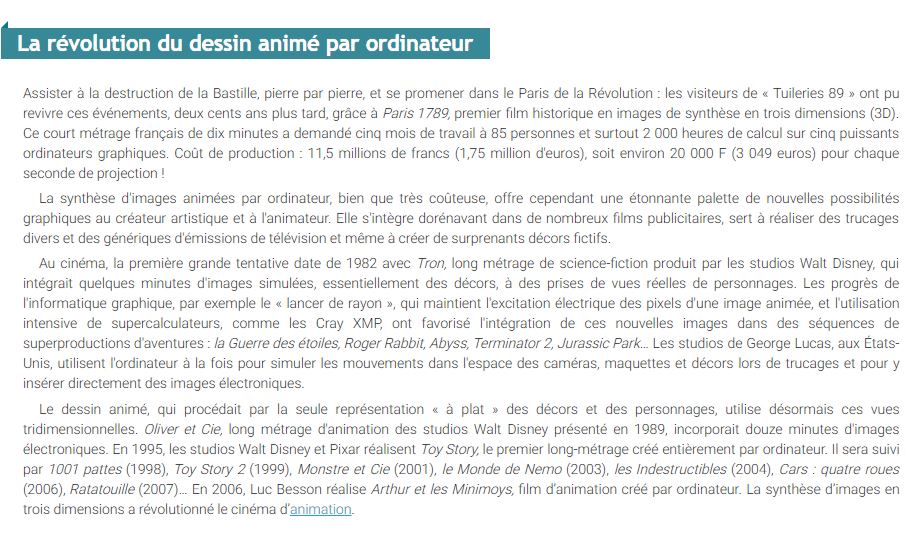 La révolution du dessin animé par ordinateur
Assister à la destruction de la Bastille, pierre par pierre, et se promener dans le Paris de la Révolution : les visiteurs de « Tuileries 89 » ont pu
revivre ces événements, deux cents ans plus tard, grâce à Paris 1789, premier film historique en images de synthèse en trois dimensions (3D).
Ce court métrage français de dix minutes a demandé cinq mois de travail à 85 personnes et surtout 2 000 heures de calcul sur cinq puissants
ordinateurs graphiques. Coût de production : 11,5 millions de francs (1,75 million d'euros), soit environ 20 000 F (3 049 euros) pour chaque
seconde de projection !
La synthèse d'images animées par ordinateur, bien que très coûteuse, offre cependant une étonnante palette de nouvelles possibilités
graphiques au créateur artistique et à l'animateur. Elle s'intègre dorénavant dans de nombreux films publicitaires, sert à réaliser des trucages
divers et des génériques d'émissions de télévision et même à créer de surprenants décors fictifs.
Au cinéma, la première grande tentative date de 1982 avec Tron, long métrage de science-fiction produit par les studios Walt Disney, qui
intégrait quelques minutes d'images simulées, essentiellement des décors, à des prises de vues réelles de personnages. Les progrès de
l'informatique graphique, par exemple le « lancer de rayon », qui maintient l'excitation électrique des pixels d'une image animée, et l'utilisation
intensive de supercalculateurs, comme les Cray XMP, ont favorisé l'intégration de ces nouvelles images dans des séquences de
superproductions d'aventures : la Guerre des étoiles, Roger Rabbit, Abyss, Terminator 2, Jurassic Park… Les studios de George Lucas, aux États-
Unis, utilisent l'ordinateur à la fois pour simuler les mouvements dans l'espace des caméras, maquettes et décors lors de trucages et pour y
insérer directement des images électroniques.
Le dessin animé, qui procédait par la seule représentation « à plat » des décors et des personnages, utilise désormais ces vues
tridimensionnelles. Oliver et Cie, long métrage d'animation des studios Walt Disney présenté en 1989, incorporait douze minutes d'images
électroniques. En 1995, les studios Walt Disney et Pixar réalisent Toy Story, le premier long-métrage créé entièrement par ordinateur. Il sera suivi
par 1001 pattes (1998), Toy Story 2 (1999), Monstre et Cie (2001), le Monde de Nemo (2003), les Indestructibles (2004), Cars : quatre roues
(2006), Ratatouille (2007)… En 2006, Luc Besson réalise Arthur et les Minimoys, film d'animation créé par ordinateur. La synthèse d'images en
trois dimensions a révolutionné le cinéma d'animation.